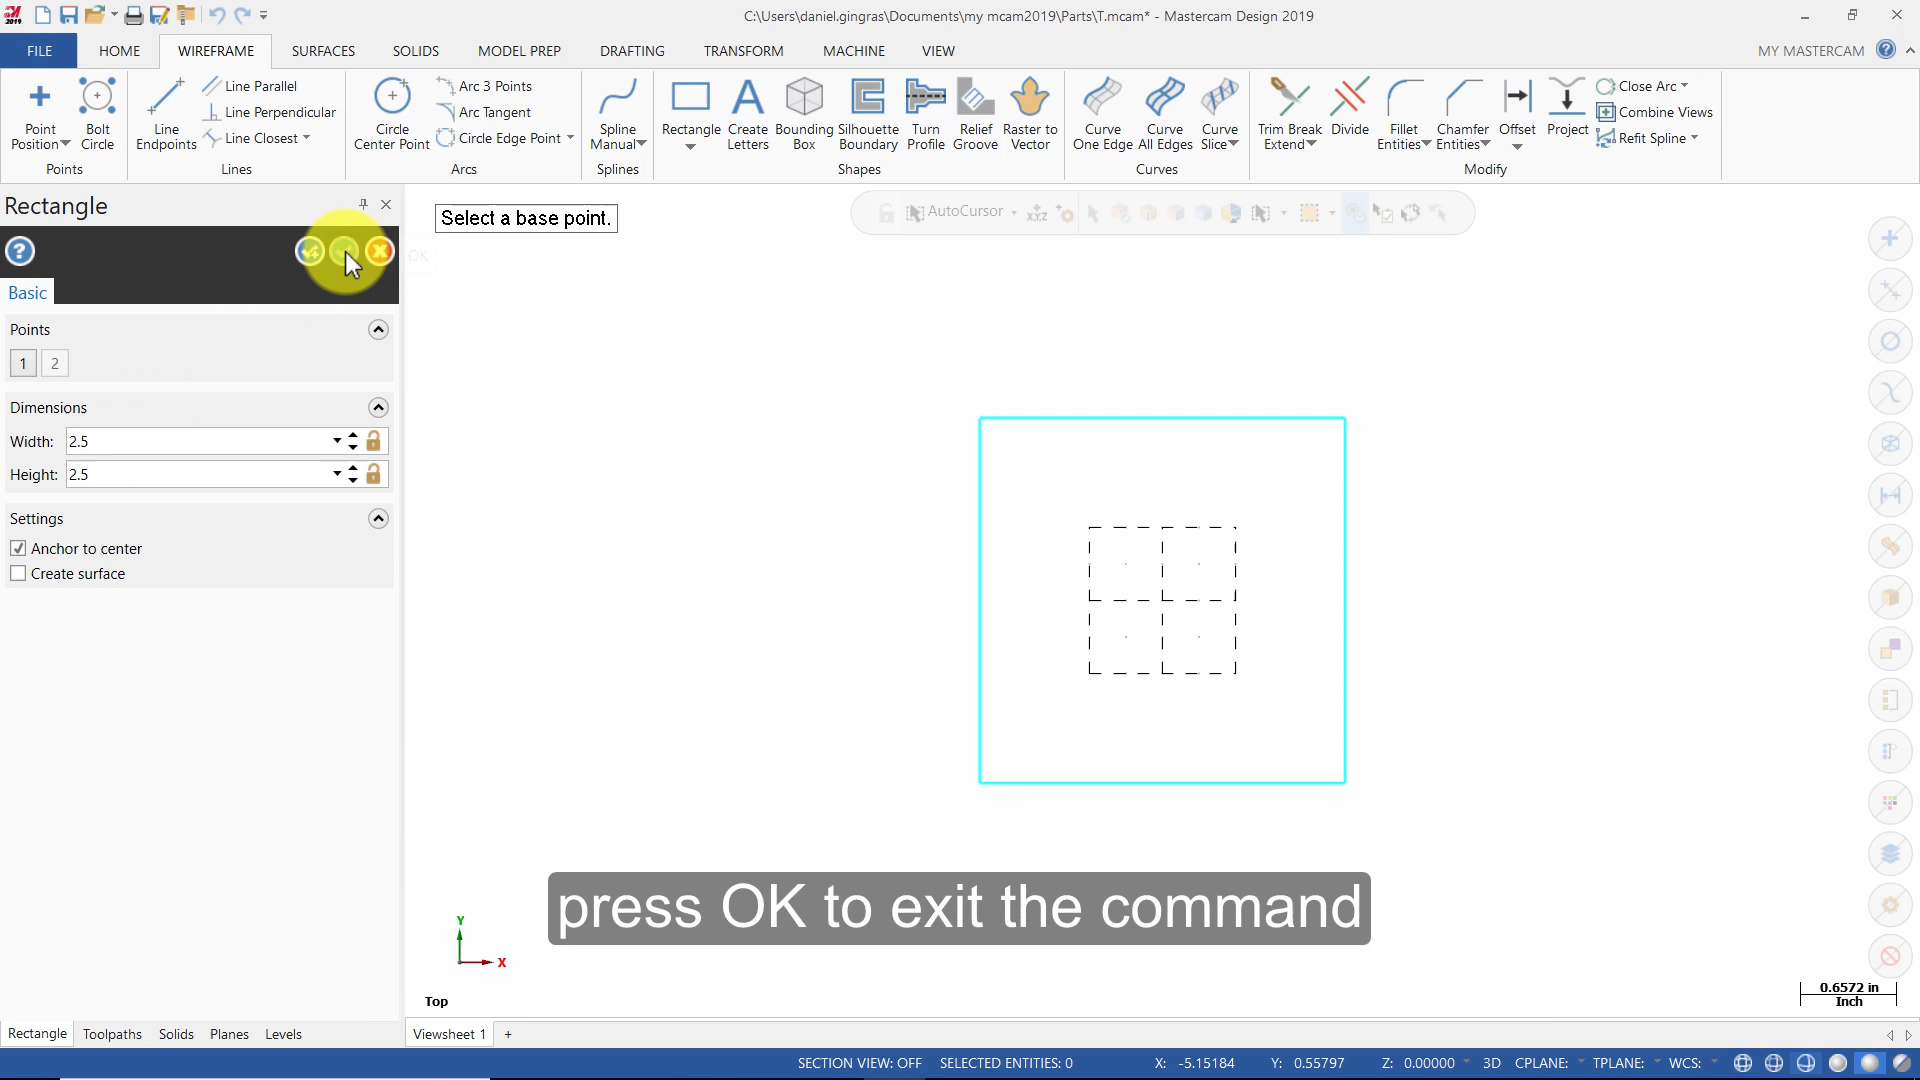 C:\Users\daniel.gingras\Documents\my mcam2019\Parts\T.mcam* - Mastercam Design 2019
2019
FILE HOME WIREFRAME SURFACES SOLIDS MODEL PREP DRAFTING TRANSFORM MACHINE VIEW MY MASTERCAM
Point Position
Bolt Circle
Points
Line Endpoints
Line Parallel
Line Perpendicular
Line Closest
Lines
Circle Center Point
Arc 3 Points
Arc Tangent
Circle Edge Point
Arcs
Spline Manual
Splines
Rectangle
Create Letters
Bounding Box
Silhouette Boundary
Turn Profile
Relief Groove
Raster to Vector
Shapes
Curve One Edge
Curve All Edges
Curve Slice
Curves
Trim Break Extend
Divide
Fillet Entities
Chamfer Entities
Offset
Project
Close Arc
Combine Views
Refit Spline
Modify
Rectangle
Select a base point.
AutoCursor
XYZ
OK
Basic
Points
1 2
Dimensions
Width: 2.5
Height: 2.5
Settings
Anchor to center
Create surface
press OK to exit the command
Y
X
Top
0.6572 in
Inch
Rectangle Toolpaths Solids Planes Levels
Viewsheet 1 +
SECTION VIEW: OFF SELECTED ENTITIES: 0 X: -5.15184 Y: 0.55797 Z: 0.00000 3D CPLANE: TPLANE: WCS: